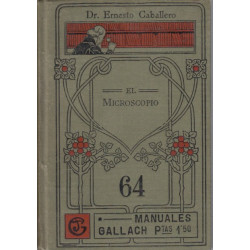 Dr. Ernesto Caballero
EL
MICROSCOPIO
64
MANUALES
GALLACH PTAS 1'50